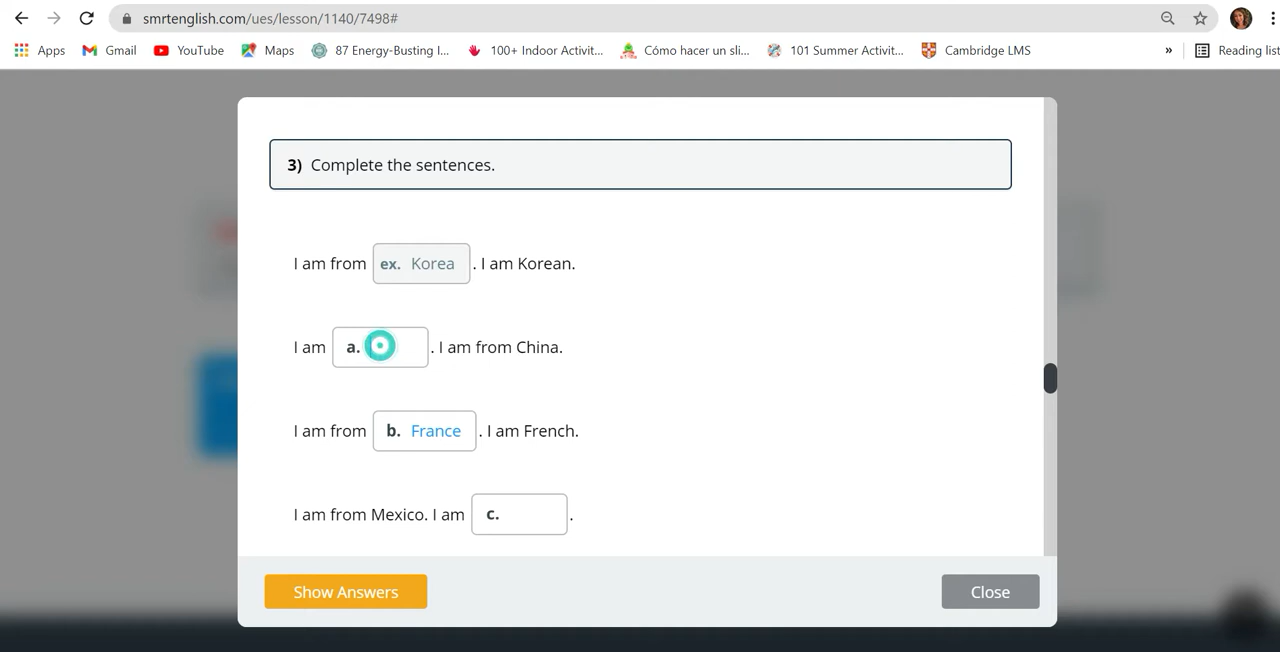 smrtenglish.com/ues/lesson/1140/7498#
Apps Gmail YouTube Maps 87 Energy-Busting I... 100+ Indoor Activit... Cómo hacer un sli... 101 Summer Activit... Cambridge LMS » Reading list
3) Complete the sentences.
I am from ex. Korea . I am Korean.
I am a. . I am from China.
I am from b. France . I am French.
I am from Mexico. I am c. .
Show Answers Close